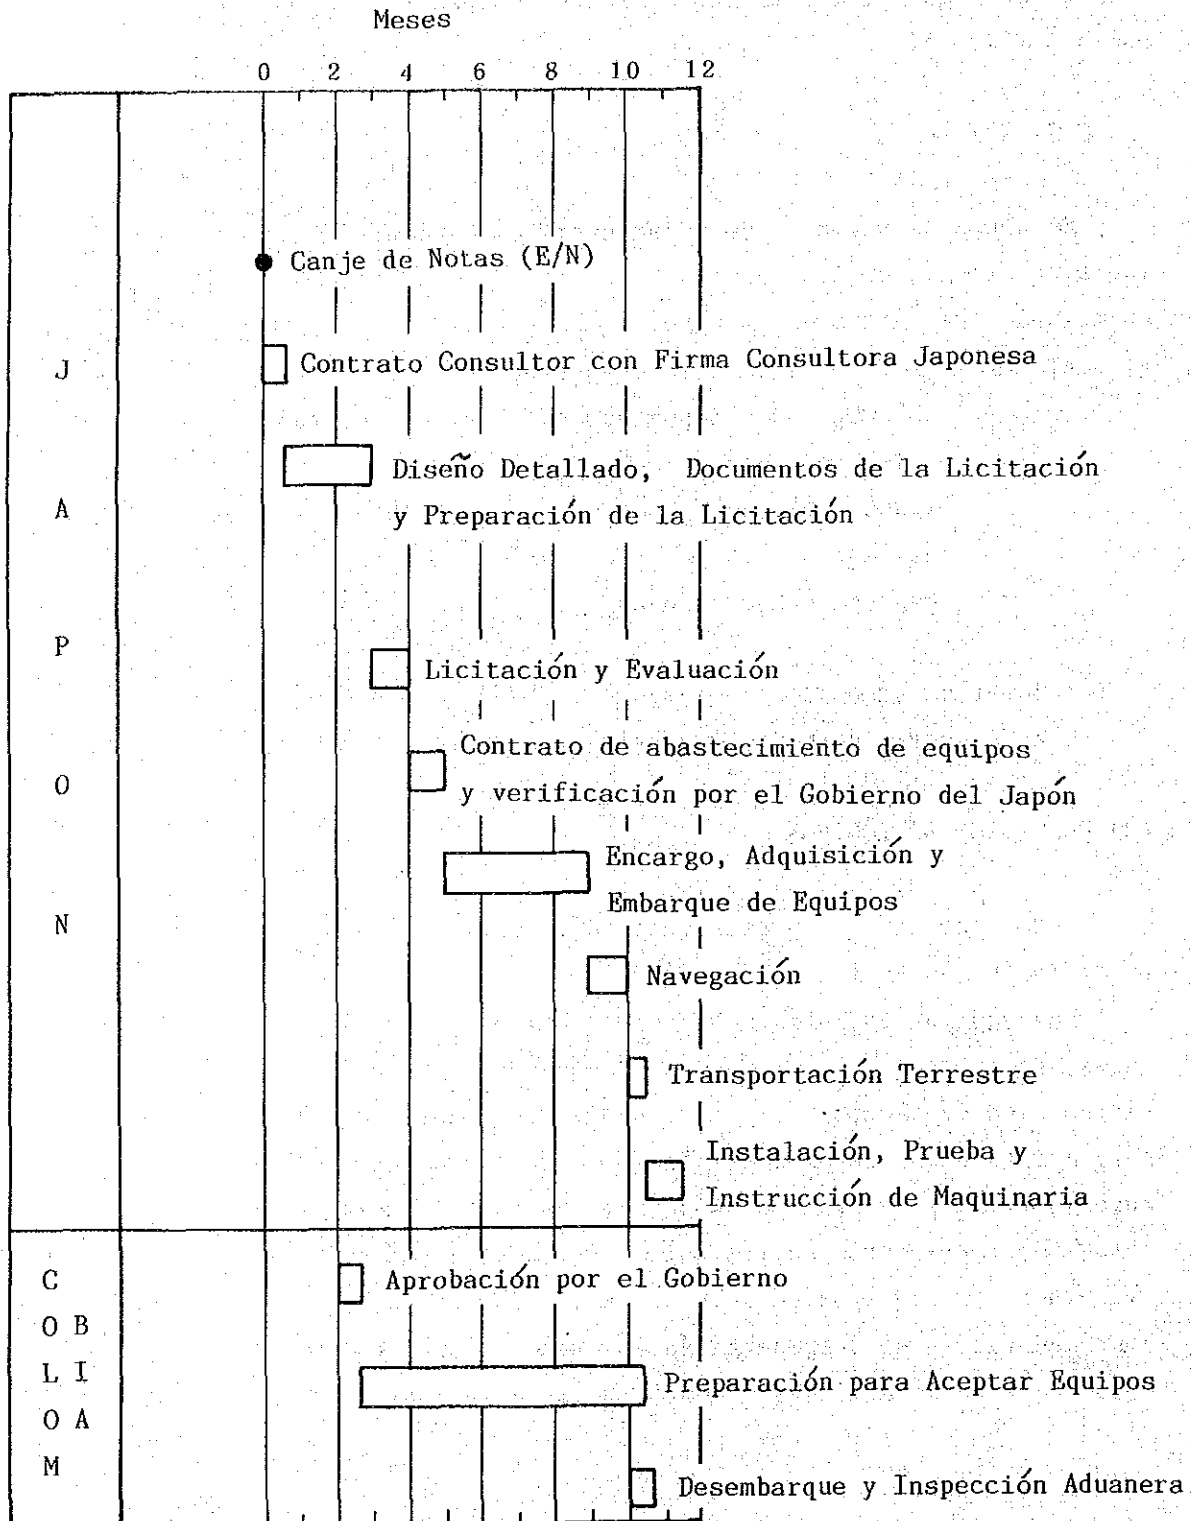 Meses
0 2 4 6 8 10 12
Canje de Notas (E/N)
J
Contrato Consultor con Firma Consultora Japonesa
Diseño Detallado, Documentos de la Licitación
A
y Preparación de la Licitación
P
Licitación y Evaluación
Contrato de abastecimiento de equipos
O
y verificación por el Gobierno del Japón
Encargo, Adquisición y
Embarque de Equipos
N
Navegación
Transportación Terrestre
Instalación, Prueba y
Instrucción de Maquinaria
C
Aprobación por el Gobierno
O B
L I
Preparación para Aceptar Equipos
O A
M
Desembarque y Inspección Aduanera